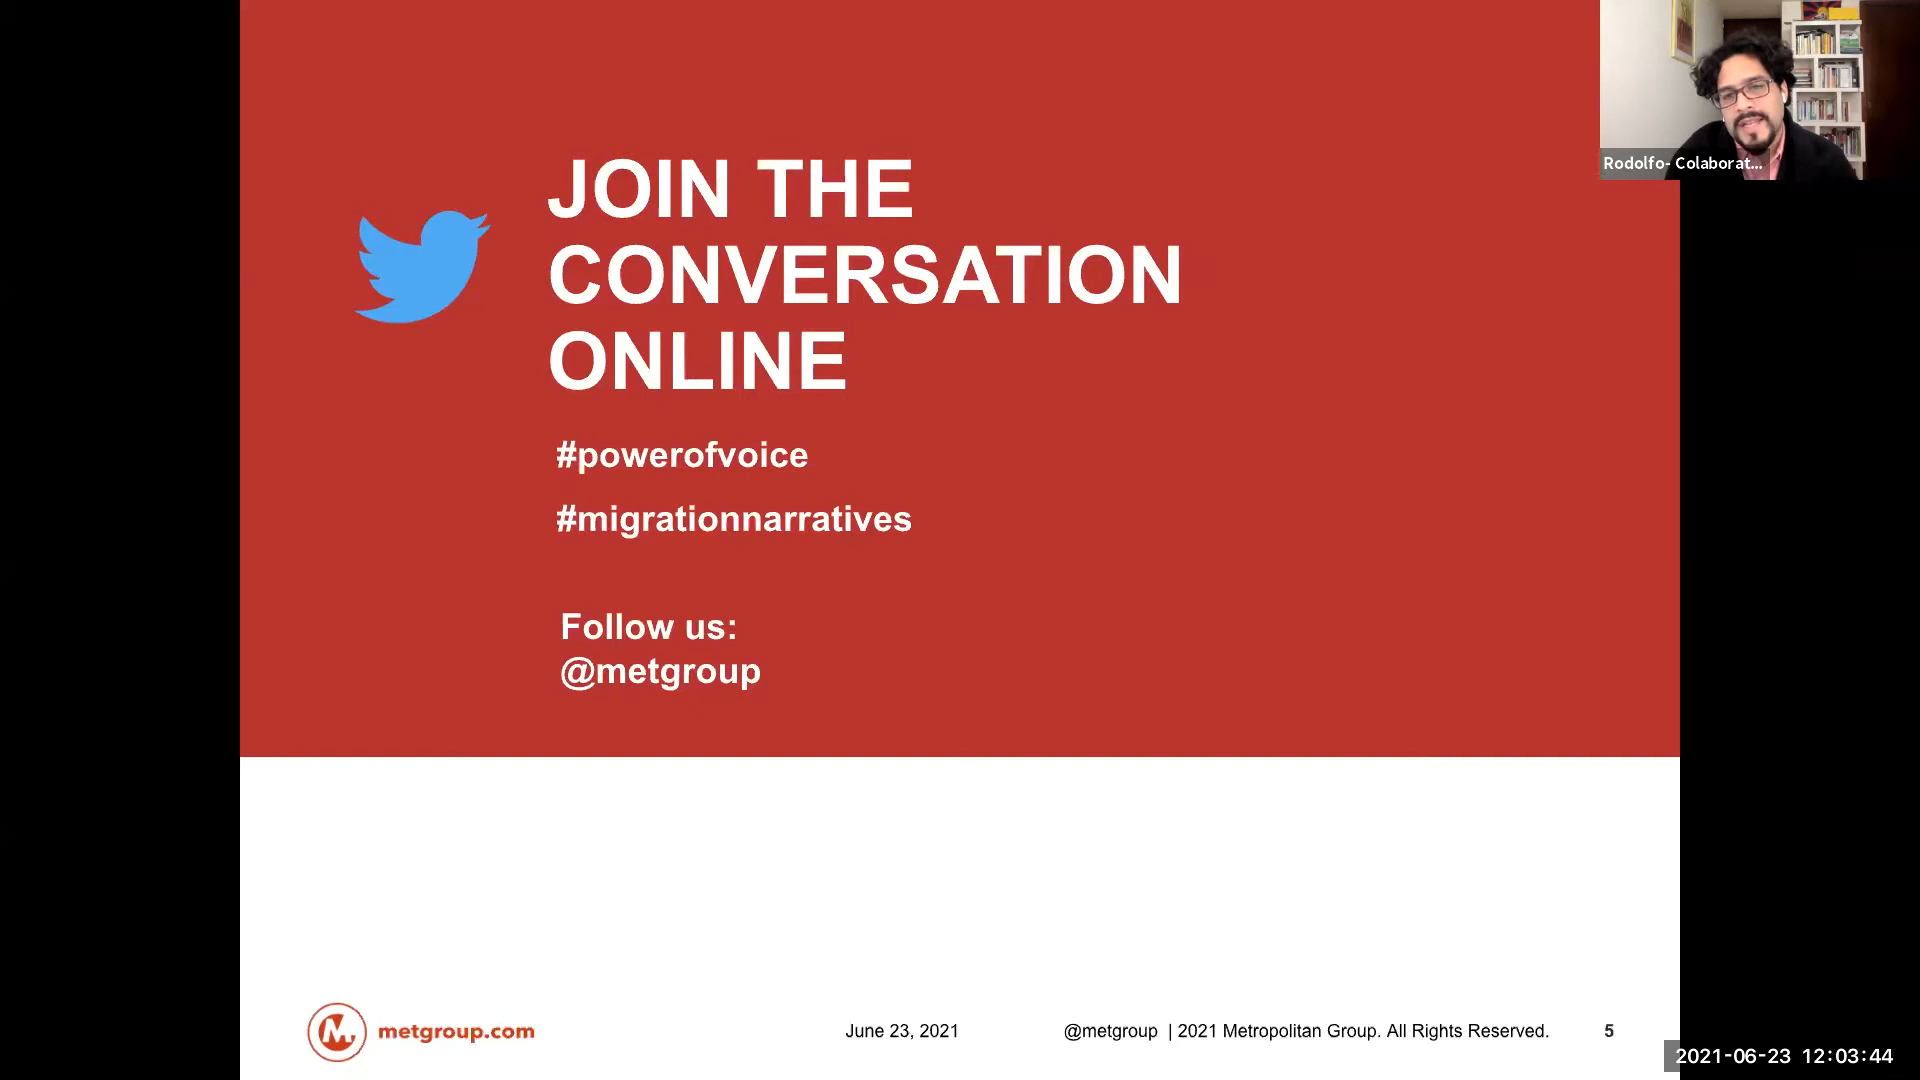 JOIN THE
CONVERSATION
ONLINE
#powerofvoice
#migrationnarratives
Follow us:
@metgroup
Rodolfo- Colaborat...
metgroup.com
June 23, 2021
@metgroup | 2021 Metropolitan Group. All Rights Reserved.
5
2021-06-23 12:03:44